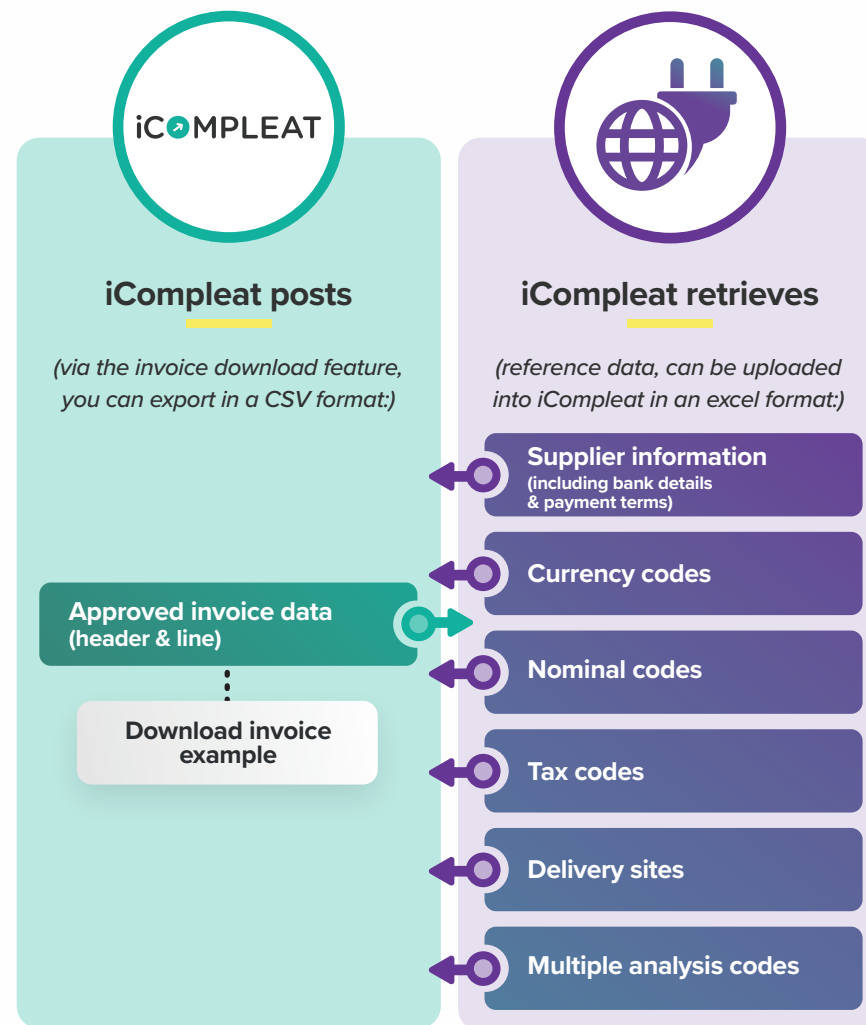 iCOMPLEAT
iCompleat posts
(via the invoice download feature,
you can export in a CSV format:)
Approved invoice data
(header & line)
Download invoice
example
iCompleat retrieves
(reference data, can be uploaded
into iCompleat in an excel format:)
Supplier information
(including bank details
& payment terms)
Currency codes
Nominal codes
Tax codes
Delivery sites
Multiple analysis codes